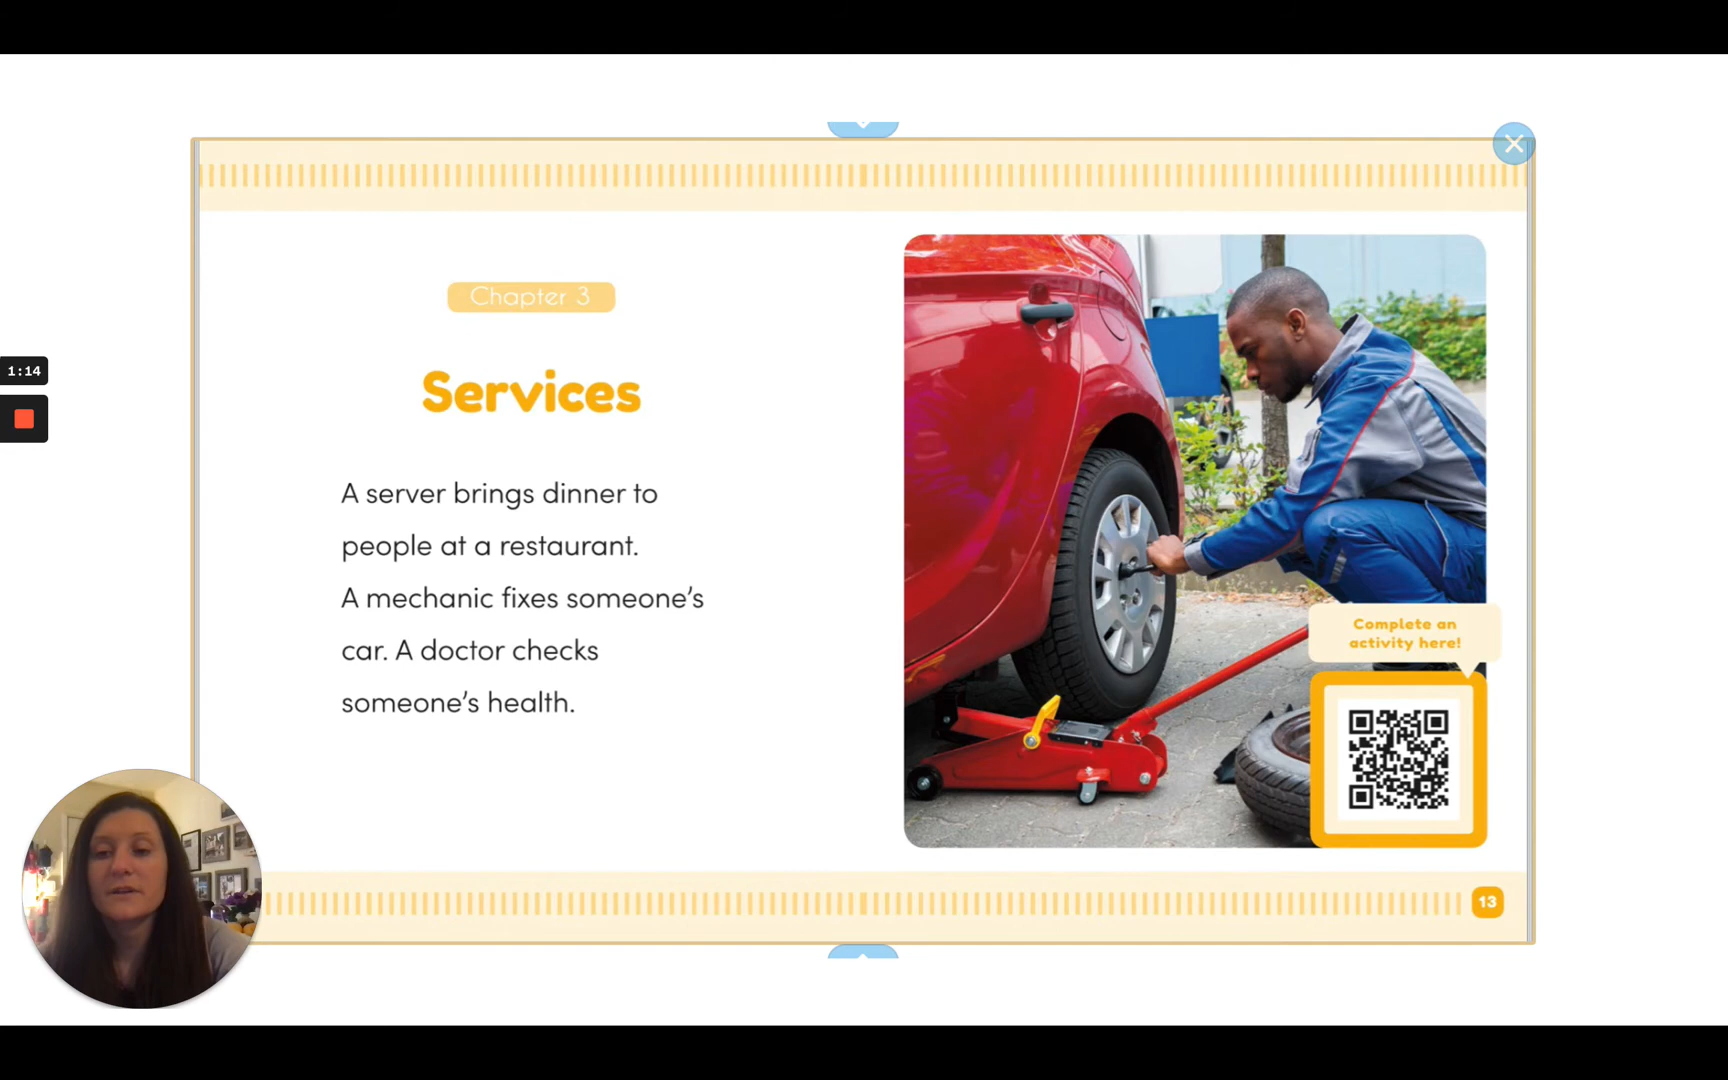 1:14
Chapter 3
Services
A server brings dinner to
people at a restaurant.
A mechanic fixes someone's
car. A doctor checks
someone's health.
Complete an
activity here!
13